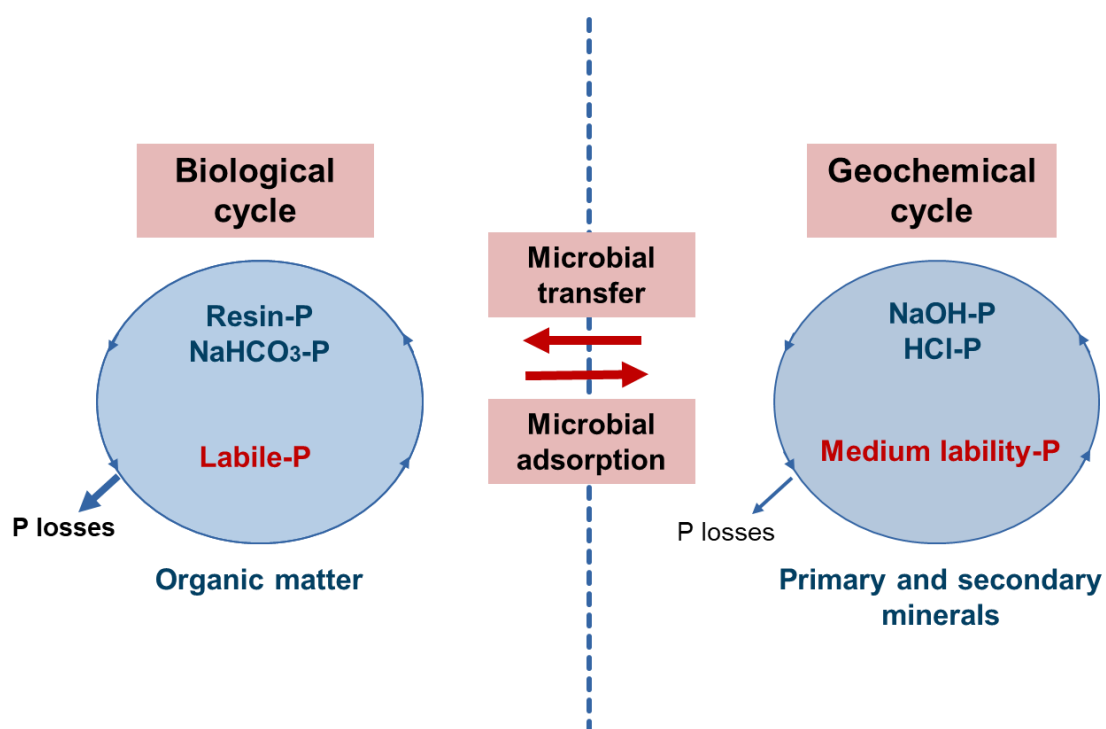 Biological
cycle
Resin-P
NaHCO3-P
Labile-P
P losses
Organic matter
Microbial
transfer
Microbial
adsorption
Geochemical
cycle
NaOH-P
HCl-P
Medium lability-P
P losses
Primary and secondary
minerals